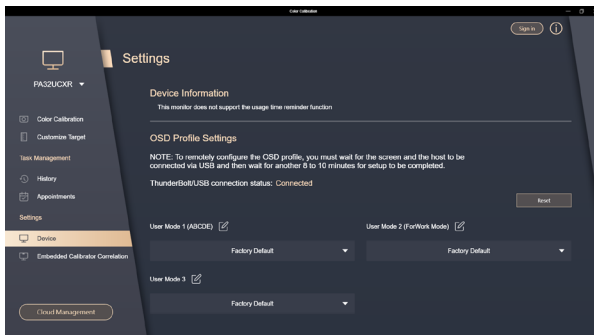 Color Calibration
Sign in
PA32UCXR
Settings
Device Information
This monitor does not support the usage time reminder function
Color Calibration
Customize Target
OSD Profile Settings
Task Management
NOTE: To remotely configure the OSD profile, you must wait for the screen and the host to be
connected via USB and then wait for another 8 to 10 minutes for setup to be completed.
History
ThunderBolt/USB connection status: Connected
Appointments
Reset
Settings
User Mode 1 (ABCDE)
User Mode 2 (ForWork Mode)
Device
Factory Default
Factory Default
Embedded Calibrator Correlation
User Mode 3
Factory Default
Cloud Management